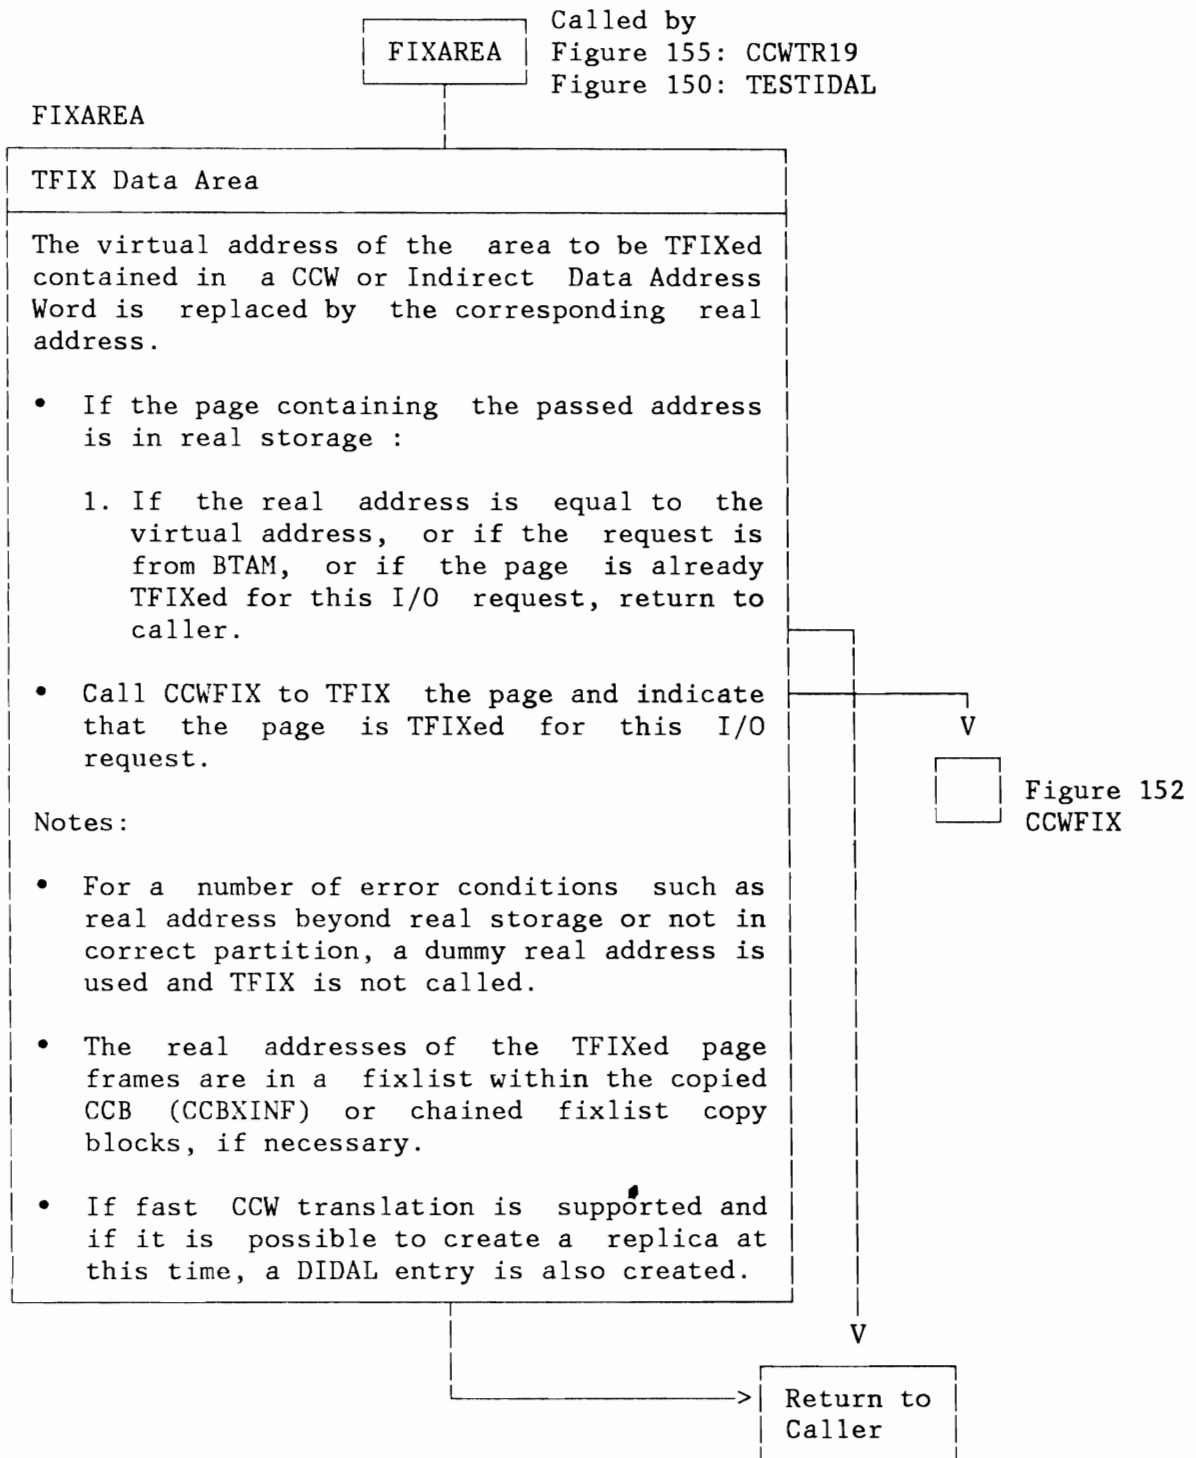 Called by
FIXAREA
Figure 155: CCWTR19
Figure 150: TESTIDAL
FIXAREA
TFIX Data Area
The virtual address of the area to be TFIXed
contained in a CCW or Indirect Data Address
Word is replaced by the corresponding real
address.
• If the page containing the passed address
is in real storage :
1. If the real address is equal to the
virtual address, or if the request is
from BTAM, or if the page is already
TFIXed for this I/O request, return to
caller.
• Call CCWFIX to TFIX the page and indicate
that the page is TFIXed for this I/O
request.
V
Figure 152
CCWFIX
Notes:
• For a number of error conditions such as
real address beyond real storage or not in
correct partition, a dummy real address is
used and TFIX is not called.
• The real addresses of the TFIXed page
frames are in a fixlist within the copied
CCB (CCBXINF) or chained fixlist copy
blocks, if necessary.
• If fast CCW translation is supported and
if it is possible to create a replica at
this time, a DIDAL entry is also created.
V
> Return to
Caller